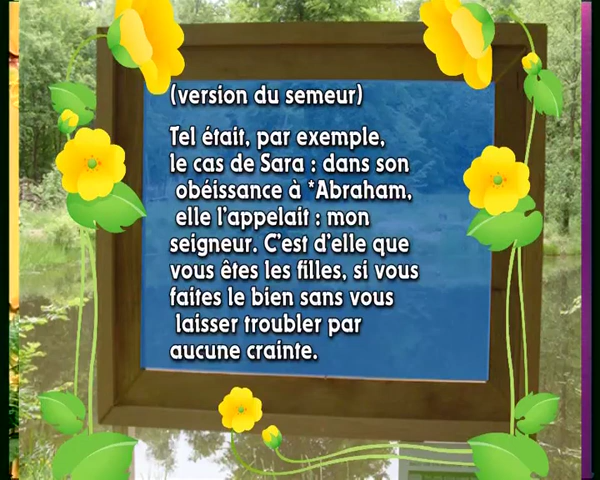 (version du semeur)
Tel était, par exemple,
le cas de Sara : dans son
obéissance à *Abraham,
elle l'appelait : mon
seigneur. C'est d'elle que
vous êtes les filles, si vous
faites le bien sans vous
laisser troubler par
aucune crainte.